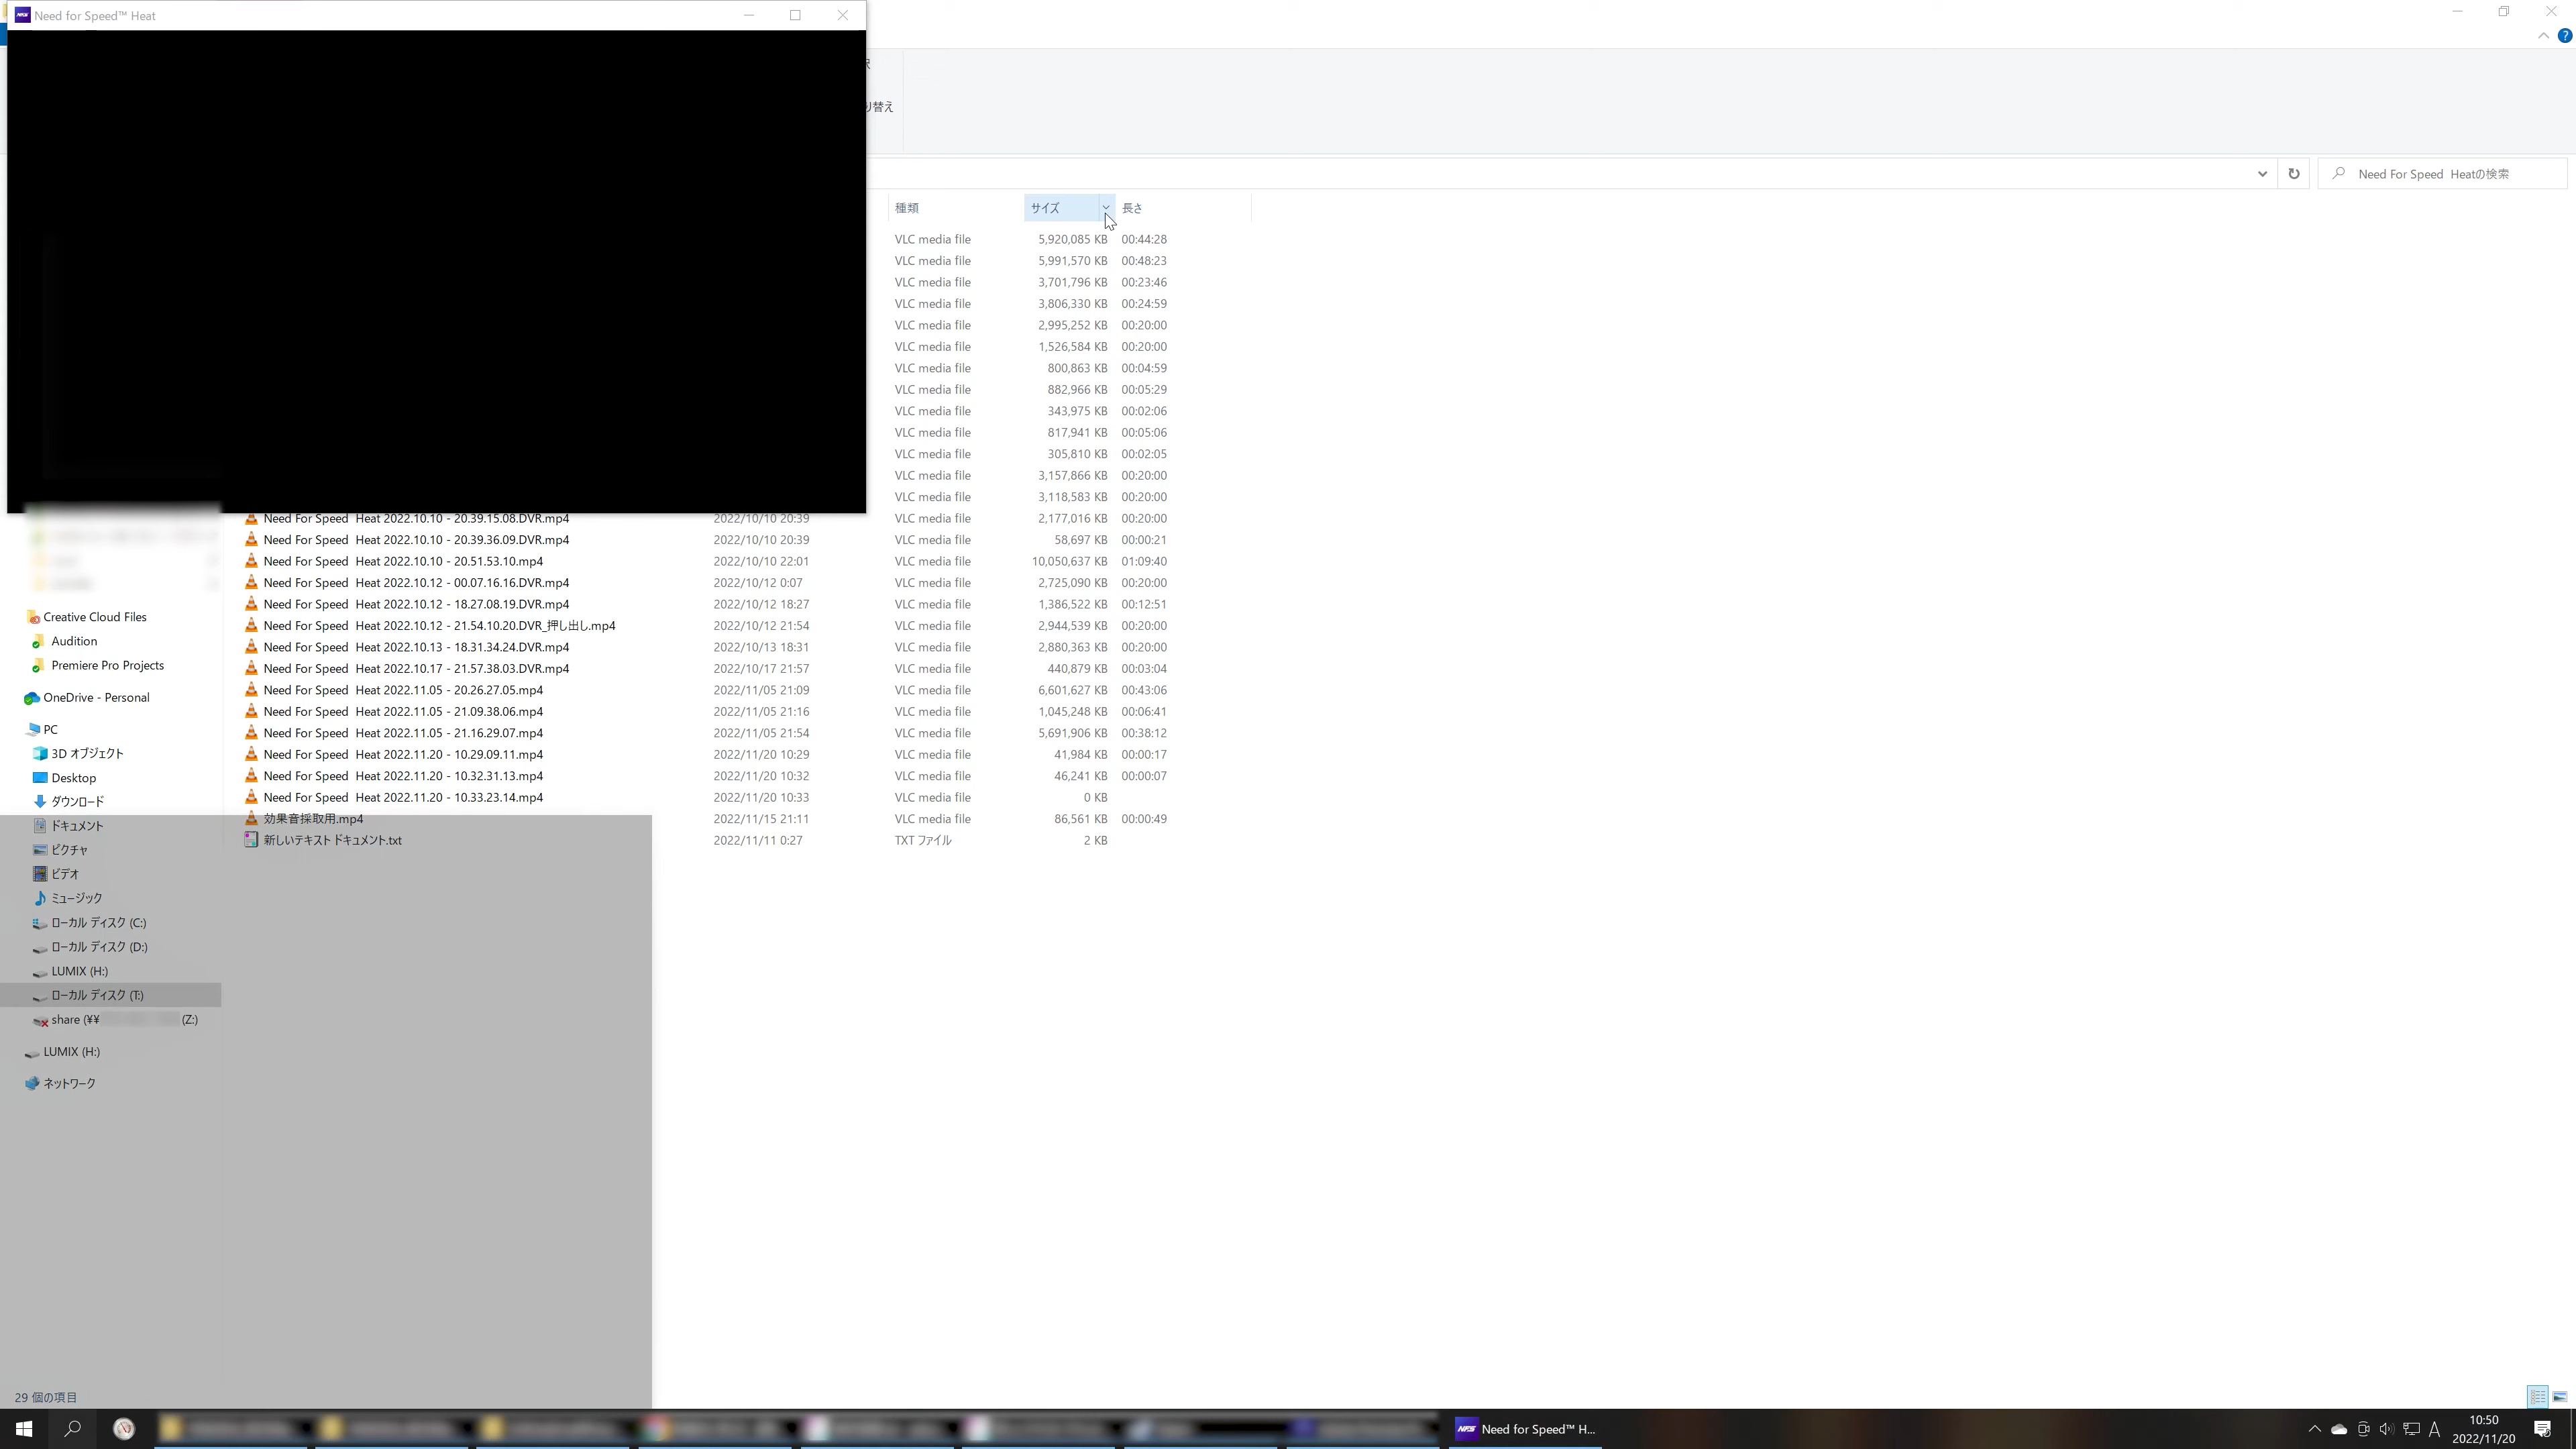 Need for Speed™ Heat
り替え
Need For Speed  Heatの検索
種類 サイズ 長さ
VLC media file 5,920,085 KB 00:44:28
VLC media file 5,991,570 KB 00:48:23
VLC media file 3,701,796 KB 00:23:46
VLC media file 3,806,330 KB 00:24:59
VLC media file 2,995,252 KB 00:20:00
VLC media file 1,526,584 KB 00:20:00
VLC media file 800,863 KB 00:04:59
VLC media file 882,966 KB 00:05:29
VLC media file 343,975 KB 00:02:06
VLC media file 817,941 KB 00:05:06
VLC media file 305,810 KB 00:02:05
VLC media file 3,157,866 KB 00:20:00
VLC media file 3,118,583 KB 00:20:00
Need For Speed  Heat 2022.10.10 - 20.39.15.08.DVR.mp4 2022/10/10 20:39 VLC media file 2,177,016 KB 00:20:00
Need For Speed  Heat 2022.10.10 - 20.39.36.09.DVR.mp4 2022/10/10 20:39 VLC media file 58,697 KB 00:00:21
Need For Speed  Heat 2022.10.10 - 20.51.53.10.mp4 2022/10/10 22:01 VLC media file 10,050,637 KB 01:09:40
Need For Speed  Heat 2022.10.12 - 00.07.16.16.DVR.mp4 2022/10/12 0:07 VLC media file 2,725,090 KB 00:20:00
Need For Speed  Heat 2022.10.12 - 18.27.08.19.DVR.mp4 2022/10/12 18:27 VLC media file 1,386,522 KB 00:12:51
Need For Speed  Heat 2022.10.12 - 21.54.10.20.DVR_押し出し.mp4 2022/10/12 21:54 VLC media file 2,944,539 KB 00:20:00
Need For Speed  Heat 2022.10.13 - 18.31.34.24.DVR.mp4 2022/10/13 18:31 VLC media file 2,880,363 KB 00:20:00
Need For Speed  Heat 2022.10.17 - 21.57.38.03.DVR.mp4 2022/10/17 21:57 VLC media file 440,879 KB 00:03:04
Need For Speed  Heat 2022.11.05 - 20.26.27.05.mp4 2022/11/05 21:09 VLC media file 6,601,627 KB 00:43:06
Need For Speed  Heat 2022.11.05 - 21.09.38.06.mp4 2022/11/05 21:16 VLC media file 1,045,248 KB 00:06:41
Need For Speed  Heat 2022.11.05 - 21.16.29.07.mp4 2022/11/05 21:54 VLC media file 5,691,906 KB 00:38:12
Need For Speed  Heat 2022.11.20 - 10.29.09.11.mp4 2022/11/20 10:29 VLC media file 41,984 KB 00:00:17
Need For Speed  Heat 2022.11.20 - 10.32.31.13.mp4 2022/11/20 10:32 VLC media file 46,241 KB 00:00:07
Need For Speed  Heat 2022.11.20 - 10.33.23.14.mp4 2022/11/20 10:33 VLC media file 0 KB
効果音採取用.mp4 2022/11/15 21:11 VLC media file 86,561 KB 00:00:49
新しいテキスト ドキュメント.txt 2022/11/11 0:27 TXT ファイル 2 KB
Creative Cloud Files
Audition
Premiere Pro Projects
OneDrive - Personal
PC
3D オブジェクト
Desktop
ダウンロード
ドキュメント
ピクチャ
ビデオ
ミュージック
ローカル ディスク (C:)
ローカル ディスク (D:)
LUMIX (H:)
ローカル ディスク (T:)
share (¥¥ (Z:)
LUMIX (H:)
ネットワーク
29 個の項目
NFS Need for Speed™ H...
A
10:50
2022/11/20